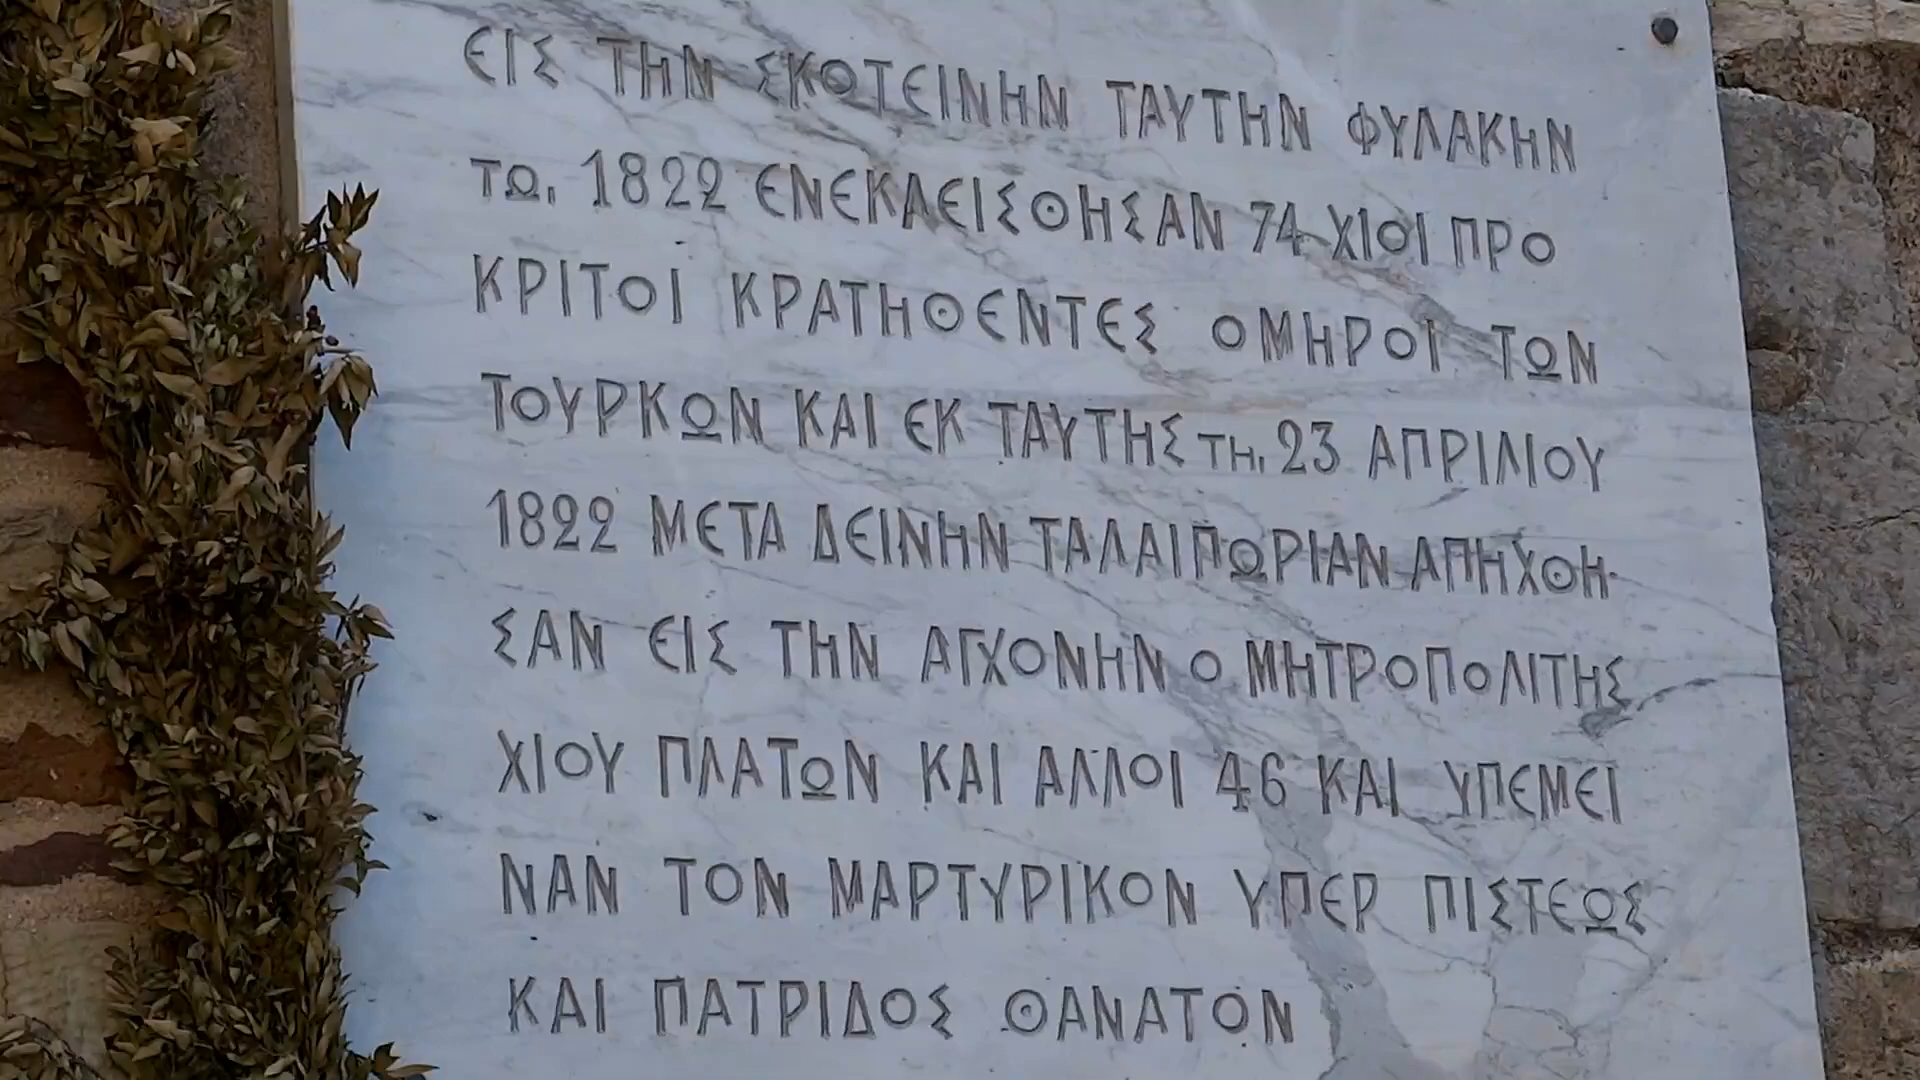 ΕΙΣ ΤΗΝ ΣΚΟΤΕΙΝΗΝ ΤΑΥΤΗΝ ΦΥΛΑΚΗΝ
ΤΩ, 1822 ΕΝΕΚΛΕΙΣΘΗΣΑΝ 74 ΧΙΟΙ ΠΡΟ
ΚΡΙΤΟΙ ΚΡΑΤΗΘΕΝΤΕΣ ΟΜΗΡΟΙ ΤΩΝ
ΤΟΥΡΚΩΝ ΚΑΙ ΕΚ ΤΑΥΤΗΣ ΤΗ, 23 ΑΠΡΙΛΙΟΥ
1822 ΜΕΤΑ ΔΕΙΝΗΝ ΤΑΛΑΙΠΩΡΙΑΝ ΑΠΗΧΘΗ-
ΣΑΝ ΕΙΣ ΤΗΝ ΑΓΧΟΝΗΝ Ο ΜΗΤΡΟΠΟΛΙΤΗΣ
ΧΙΟΥ ΠΛΑΤΩΝ ΚΑΙ ΑΛΛΟΙ 46 ΚΑΙ ΥΠΕΜΕΙ
ΝΑΝ ΤΟΝ ΜΑΡΤΥΡΙΚΟΝ ΥΠΕΡ ΠΙΣΤΕΩΣ
ΚΑΙ ΠΑΤΡΙΔΟΣ ΘΑΝΑΤΟΝ